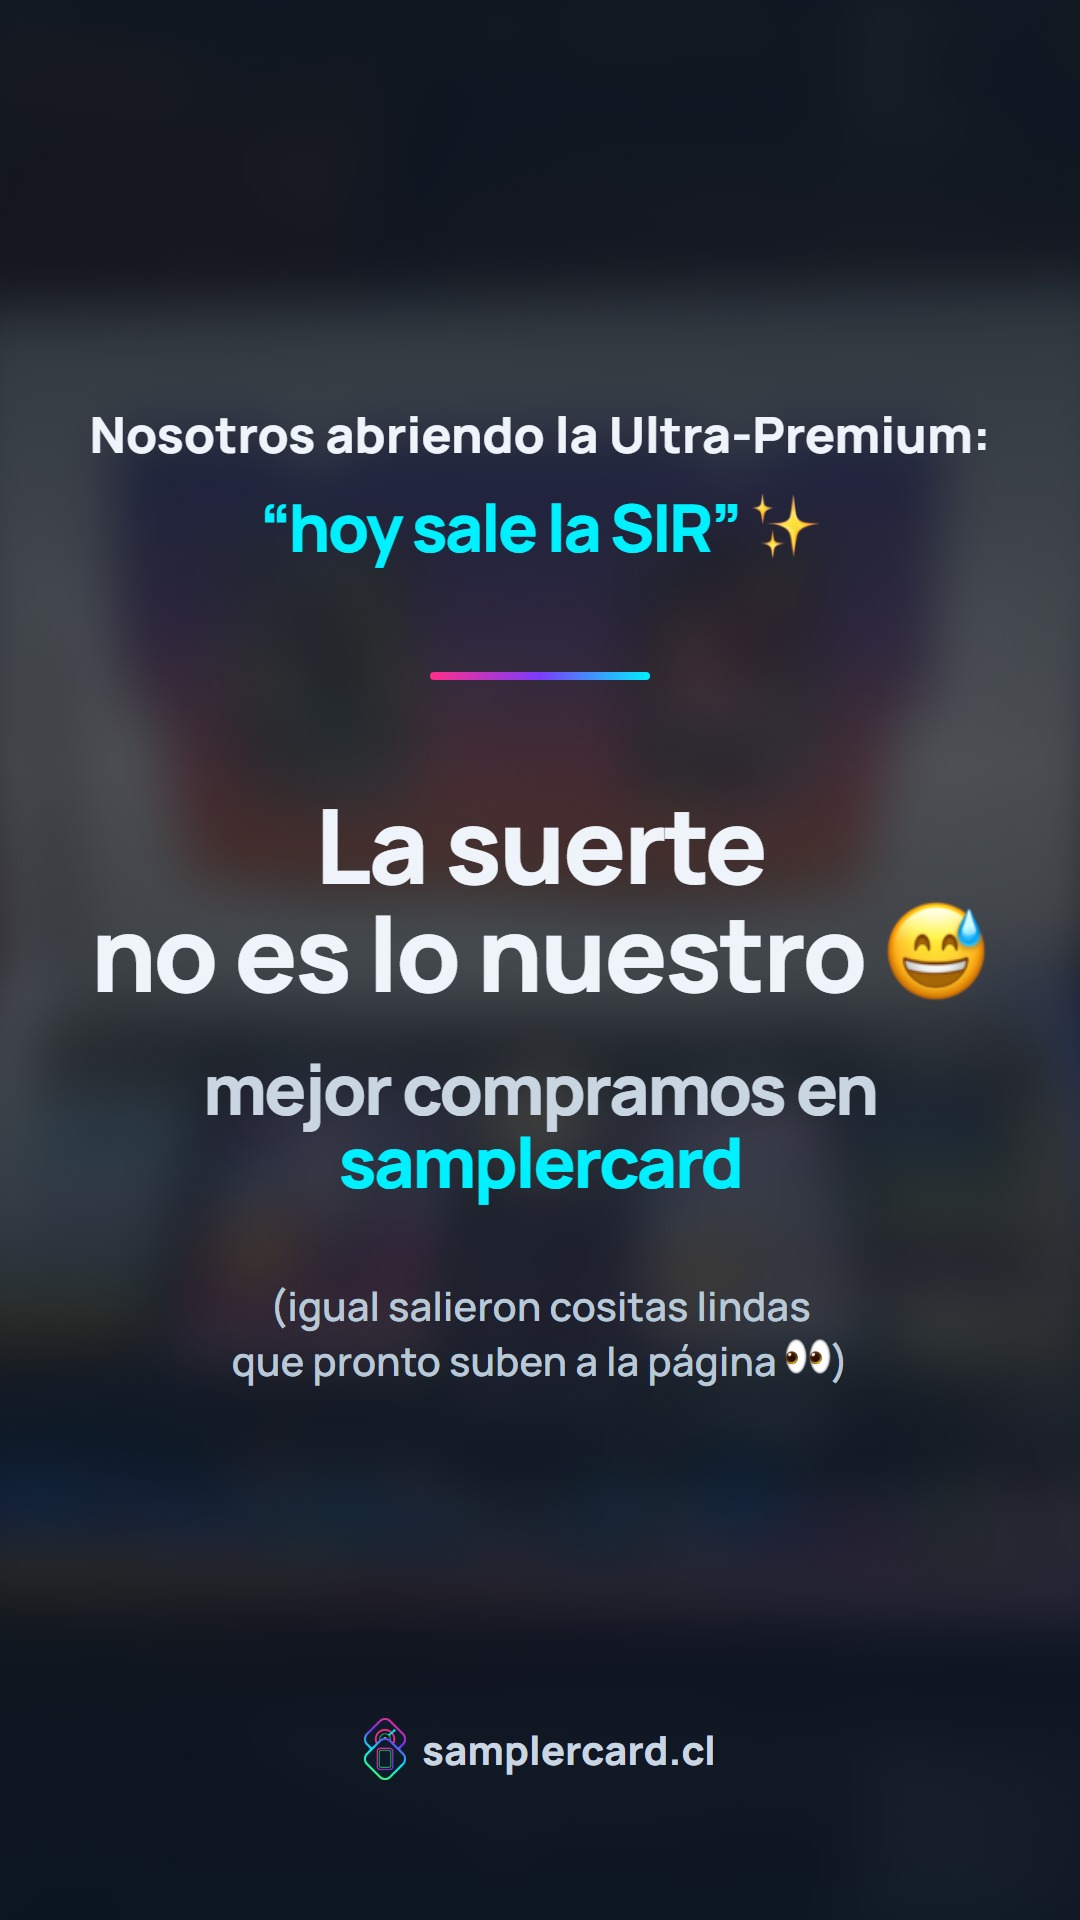 Nosotros abriendo la Ultra-Premium:
“hoy sale la SIR” ✨
La suerte
no es lo nuestro 😅
mejor compramos en
samplercard
(igual salieron cositas lindas
que pronto suben a la página 👀)
samplercard.cl